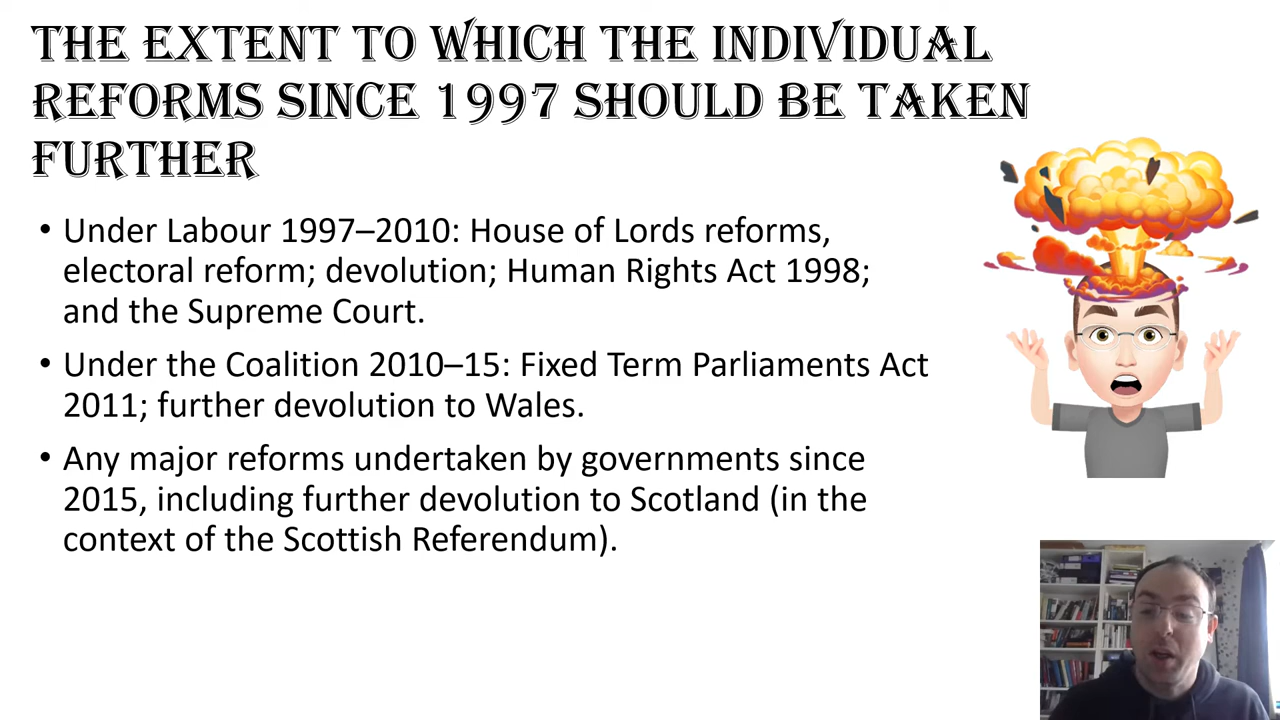 THE EXTENT TO WHICH THE INDIVIDUAL
REFORMS SINCE 1997 SHOULD BE TAKEN
FURTHER
• Under Labour 1997–2010: House of Lords reforms,
electoral reform; devolution; Human Rights Act 1998;
and the Supreme Court.
• Under the Coalition 2010–15: Fixed Term Parliaments Act
2011; further devolution to Wales.
• Any major reforms undertaken by governments since
2015, including further devolution to Scotland (in the
context of the Scottish Referendum).